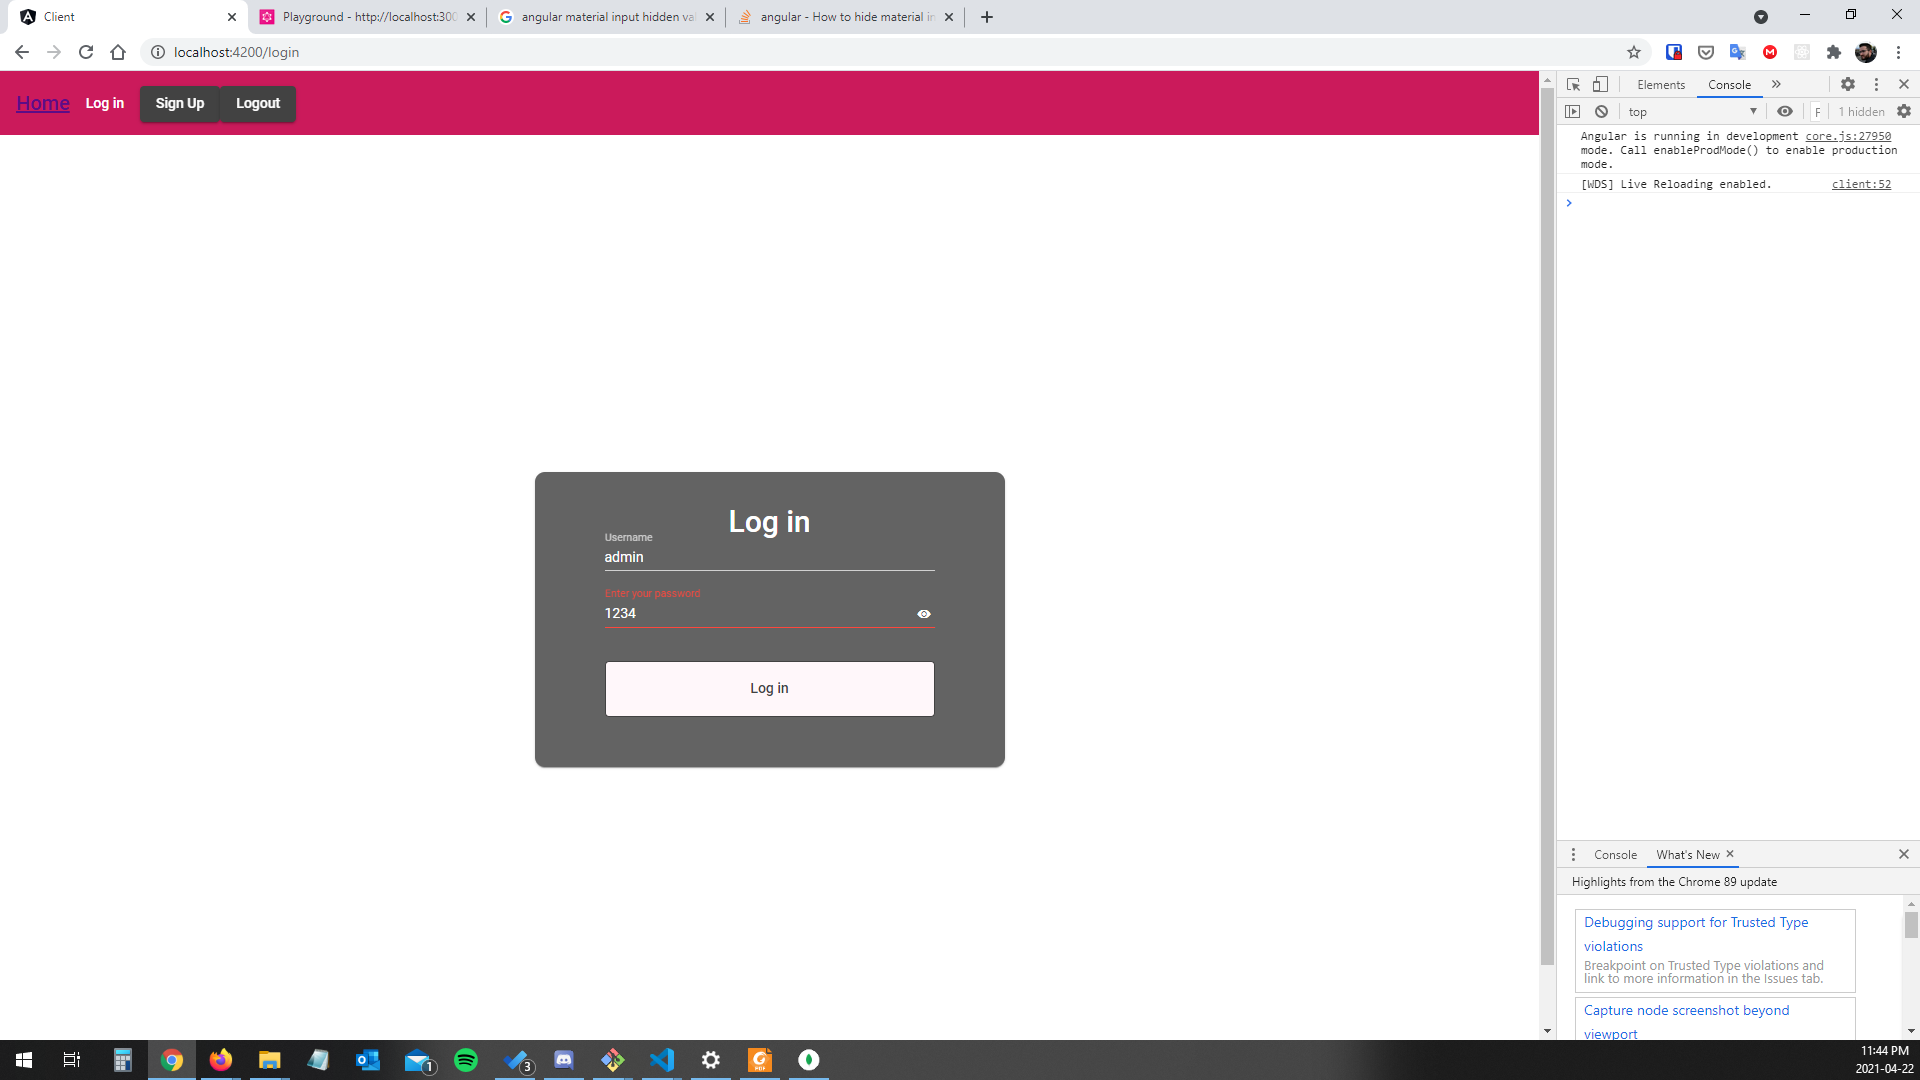 Client
Playground - http://localhost:300
angular material input hidden val
angular - How to hide material in
localhost:4200/login
Home
Log in
Sign Up
Logout
Elements
Console
top
F
1 hidden
Angular is running in development core.js:27950
mode. Call enableProdMode() to enable production
mode.
[WDS] Live Reloading enabled. client:52
Log in
Username
admin
Enter your password
1234
Log in
Console
What's New
Highlights from the Chrome 89 update
Debugging support for Trusted Type
violations
Breakpoint on Trusted Type violations and
link to more information in the Issues tab.
Capture node screenshot beyond
viewport
1
3
11:44 PM
2021-04-22